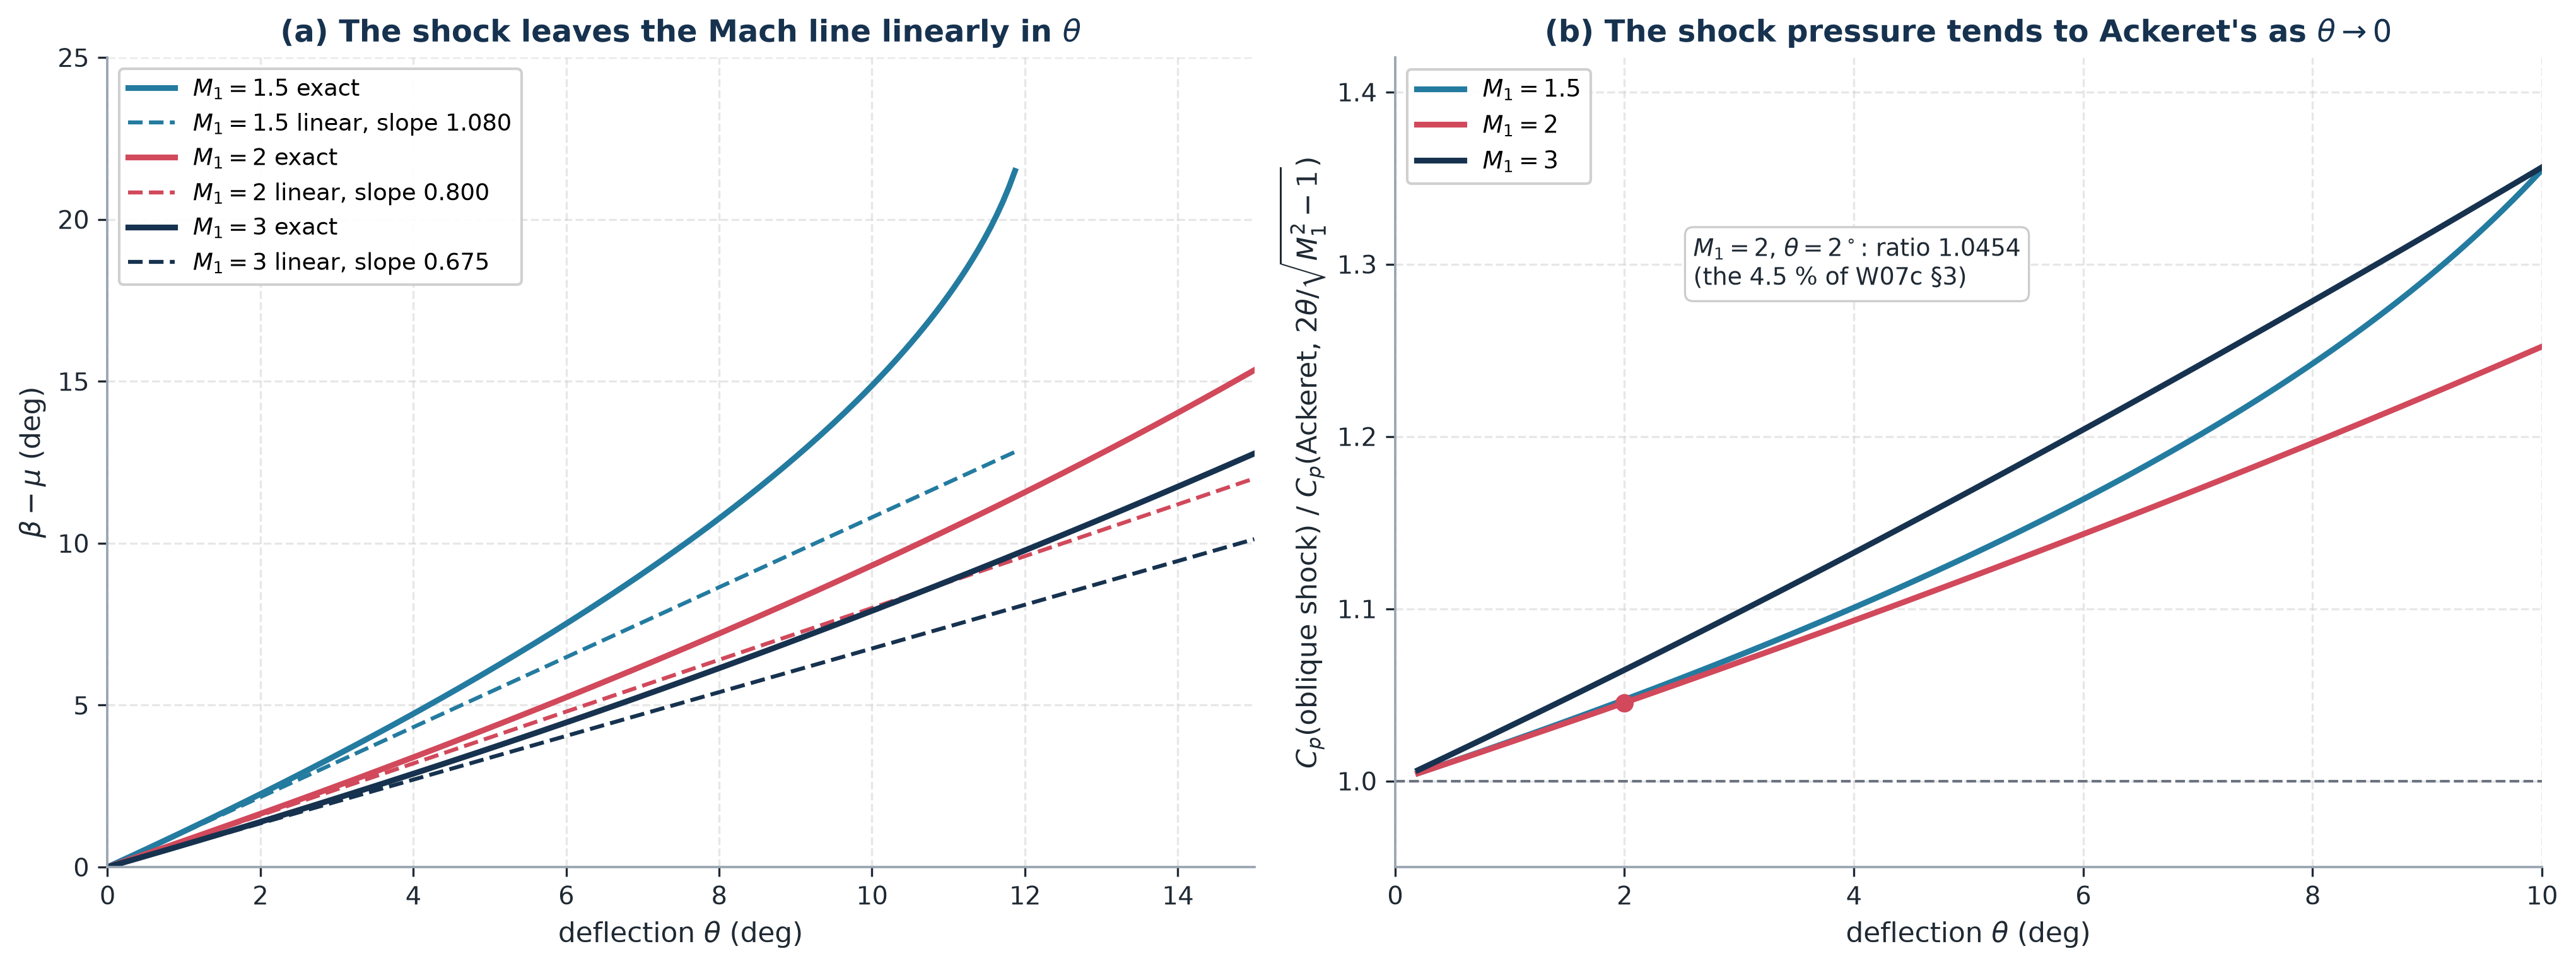 (a) The shock leaves the Mach line linearly in θ
25
20
15
10
5
0
β − μ (deg)
M₁ = 1.5 exact
M₁ = 1.5 linear, slope 1.080
M₁ = 2 exact
M₁ = 2 linear, slope 0.800
M₁ = 3 exact
M₁ = 3 linear, slope 0.675
0 2 4 6 8 10 12 14
deflection θ (deg)
(b) The shock pressure tends to Ackeret's as θ → 0
1.4
1.3
1.2
1.1
1.0
Cₚ(oblique shock) / Cₚ(Ackeret, 2θ/√(M₁² − 1))
M₁ = 1.5
M₁ = 2
M₁ = 3
M₁ = 2, θ = 2°: ratio 1.0454
(the 4.5 % of W07c §3)
0 2 4 6 8 10
deflection θ (deg)